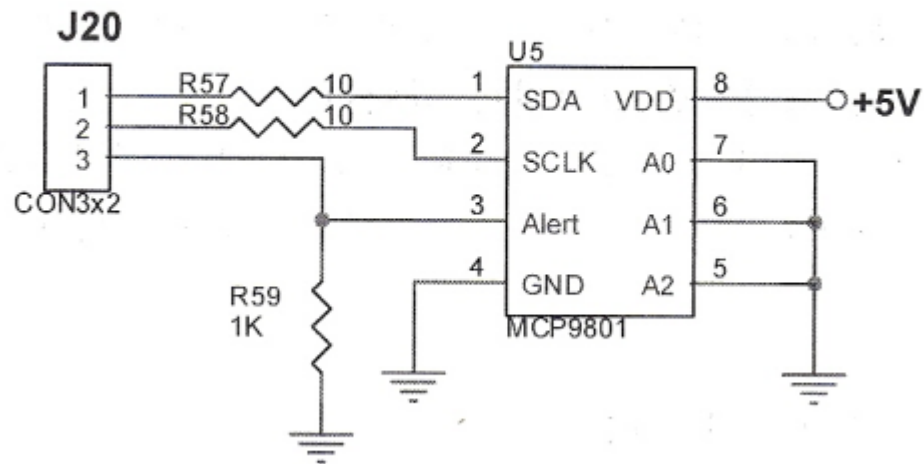 J20
U5
R57 10 1 8
1 SDA VDD +5V
R58 10
2 2 SCLK A0 7
3
CON3x2
3 Alert A1 6
4 GND A2 5
R59
1K
MCP9801